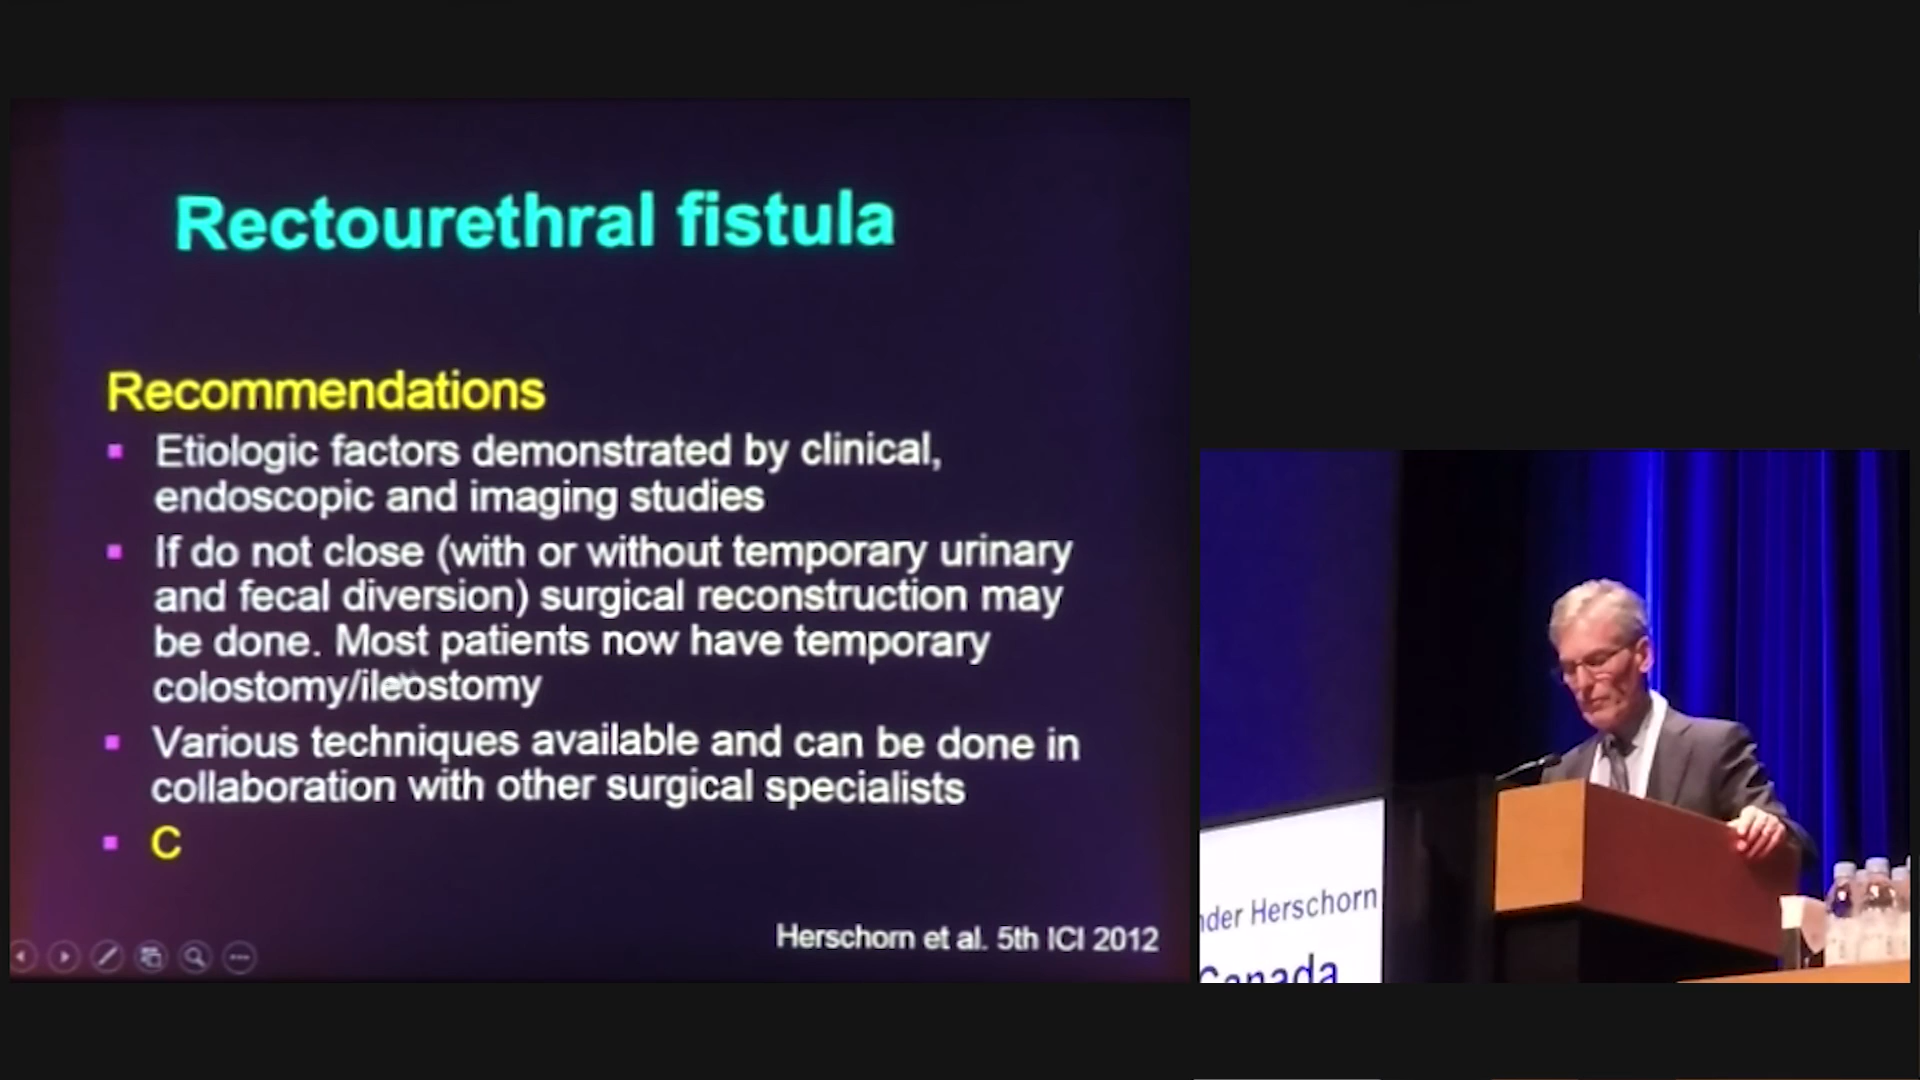 Rectourethral fistula
Recommendations
Etiologic factors demonstrated by clinical,
endoscopic and imaging studies
If do not close (with or without temporary urinary
and fecal diversion) surgical reconstruction may
be done. Most patients now have temporary
colostomy/ileostomy
Various techniques available and can be done in
collaboration with other surgical specialists
C
Herschorn et al. 5th ICI 2012
nder Herschorn
Canada